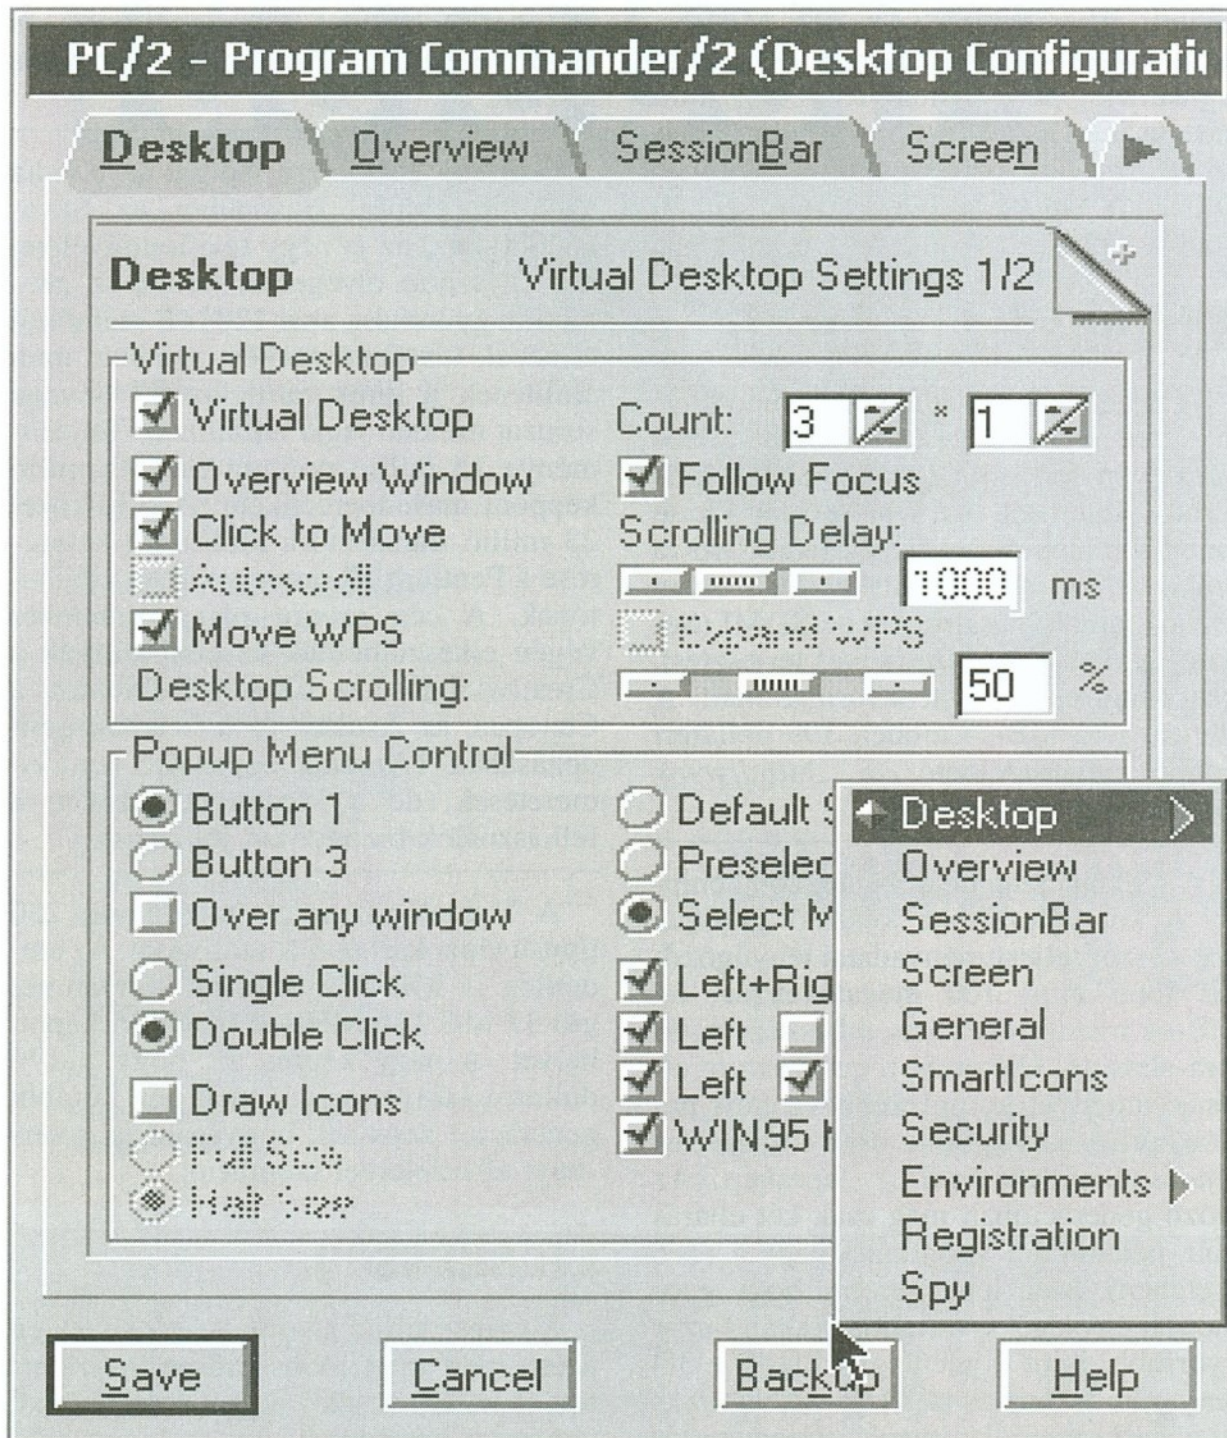 PC/2 - Program Commander/2 (Desktop Configuratio
Desktop Overview SessionBar Screen
Desktop Virtual Desktop Settings 1/2
Virtual Desktop
Virtual Desktop Count: 3 * 1
Overview Window Follow Focus
Click to Move Scrolling Delay:
Autoscroll 1000 ms
Move WPS Expand WPS
Desktop Scrolling: 50 %
Popup Menu Control
Button 1 Default S
Button 3 Preselec
Over any window Select M
Single Click Left+Rig
Double Click Left
Left
Draw Icons WIN95
Full Size
Half Size
Desktop
Overview
SessionBar
Screen
General
SmartIcons
Security
Environments
Registration
Spy
Save Cancel Backup Help